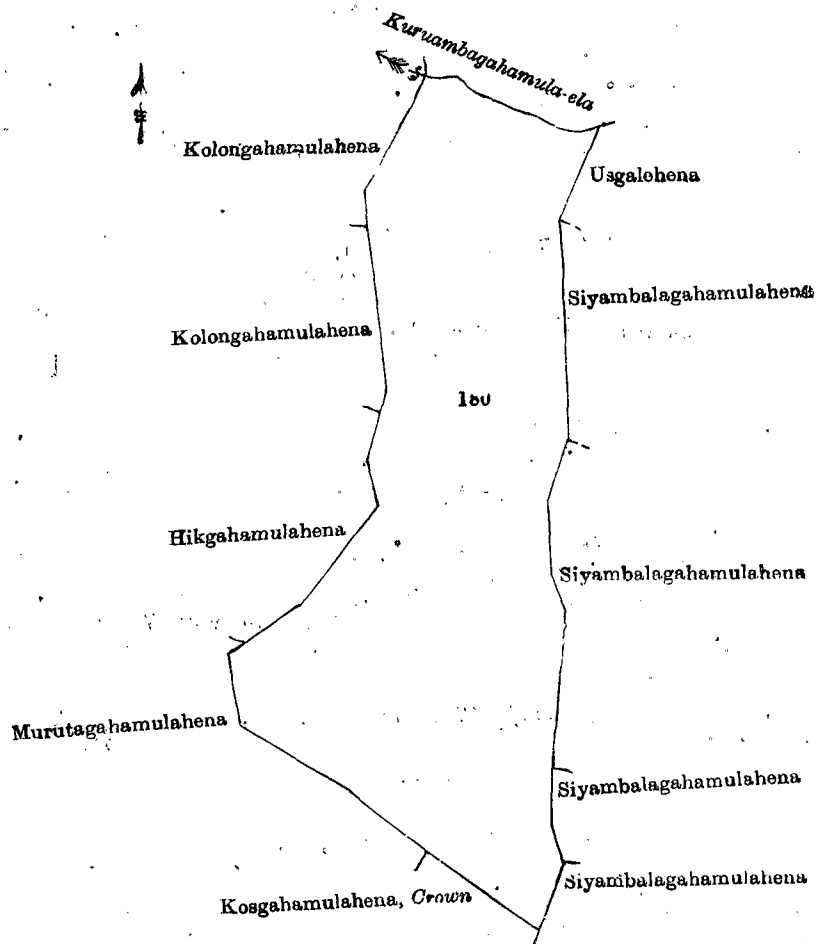 Kuruambagahamula-ela
Kolongahamulahena
Usgalehena
Siyambalagahamulahena
Kolongahamulahena
180
Hikgahamulahena
Siyambalagahamulahena
Murutagahamulahena
Siyambalagahamulahena
Siyambalagahamulahena
Kosgahamulahena, Crown